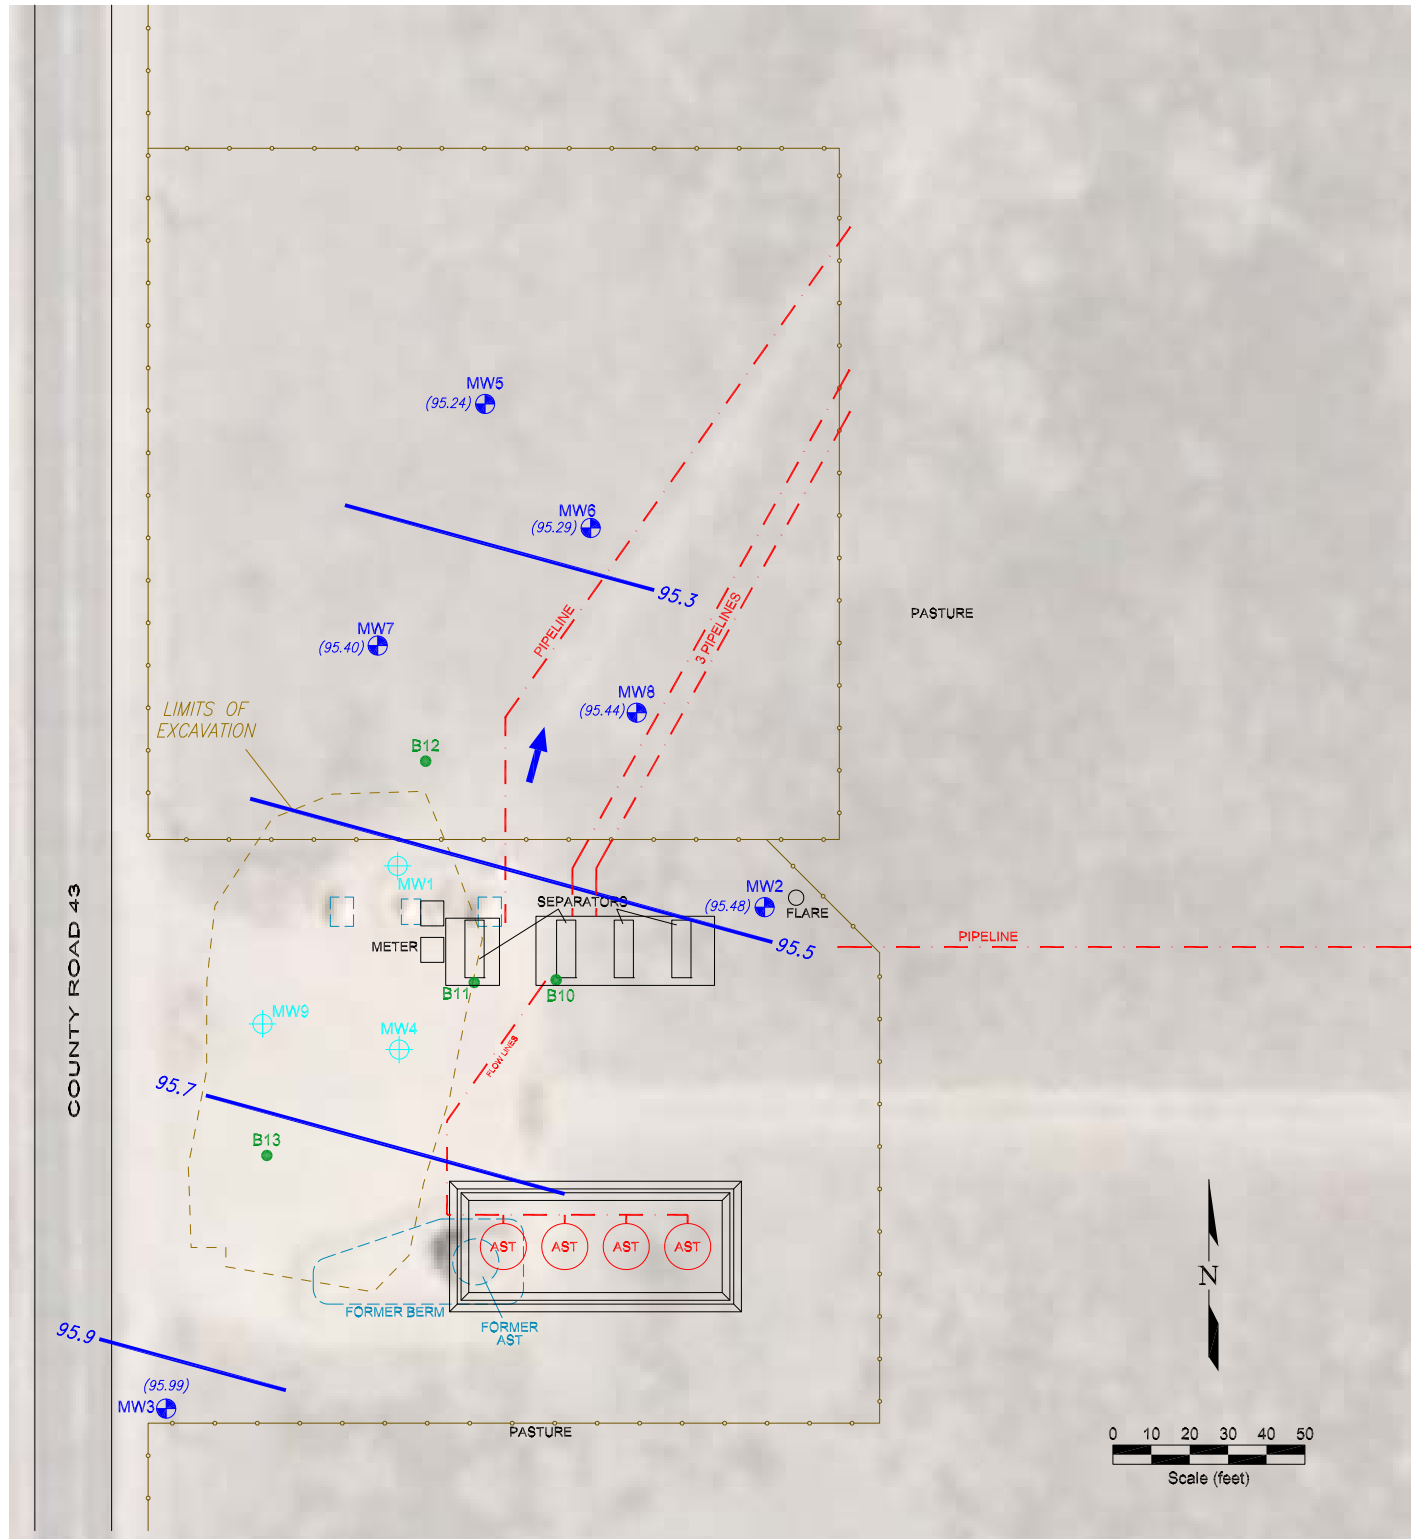 MW5
(95.24)
MW6
(95.29)
95.3
PIPELINE
3 PIPELINES
PASTURE
MW7
(95.40)
MW8
(95.44)
LIMITS OF
EXCAVATION
B12
MW1
SEPARATORS
MW2
(95.48)
FLARE
METER
95.5
PIPELINE
COUNTY ROAD 43
B11
B10
MW9
MW4
FLOW LINES
95.7
B13
AST
AST
AST
AST
FORMER BERM
FORMER
AST
95.9
(95.99)
MW3
PASTURE
N
0 10 20 30 40 50
Scale (feet)